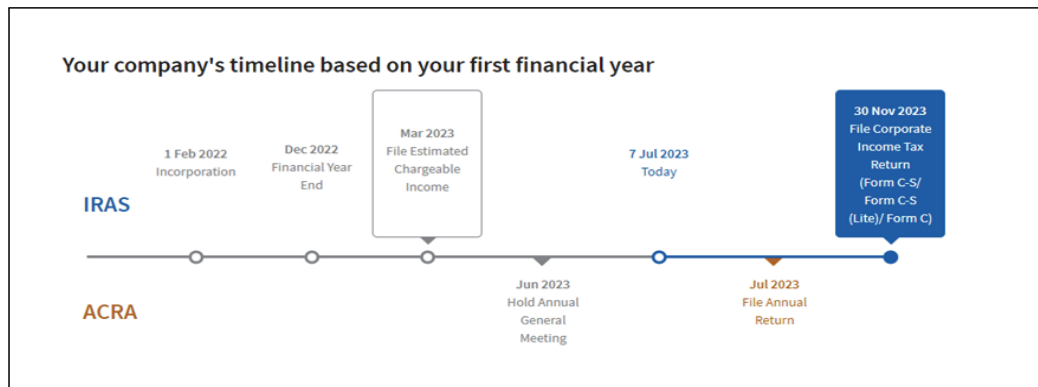 Your company's timeline based on your first financial year
1 Feb 2022
Incorporation
Dec 2022
Financial Year
End
Mar 2023
File Estimated
Chargeable
Income
7 Jul 2023
Today
30 Nov 2023
File Corporate
Income Tax
Return
(Form C-S/
Form C-S
(Lite)/ Form C)
IRAS
ACRA
Jun 2023
Hold Annual
General
Meeting
Jul 2023
File Annual
Return